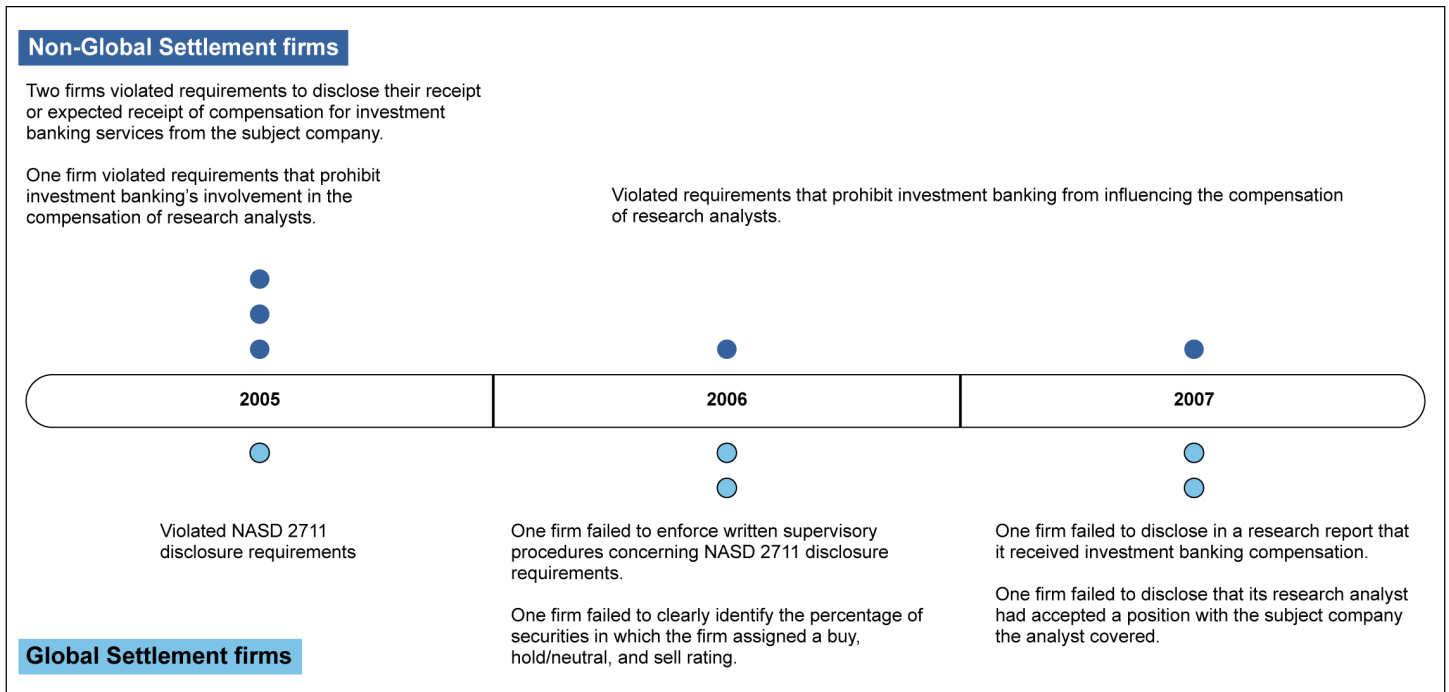 Non-Global Settlement firms
Two firms violated requirements to disclose their receipt
or expected receipt of compensation for investment
banking services from the subject company.
One firm violated requirements that prohibit
investment banking’s involvement in the
compensation of research analysts.
Violated requirements that prohibit investment banking from influencing the compensation
of research analysts.
2005
2006
2007
Violated NASD 2711
disclosure requirements
One firm failed to enforce written supervisory
procedures concerning NASD 2711 disclosure
requirements.
One firm failed to clearly identify the percentage of
securities in which the firm assigned a buy,
hold/neutral, and sell rating.
One firm failed to disclose in a research report that
it received investment banking compensation.
One firm failed to disclose that its research analyst
had accepted a position with the subject company
the analyst covered.
Global Settlement firms